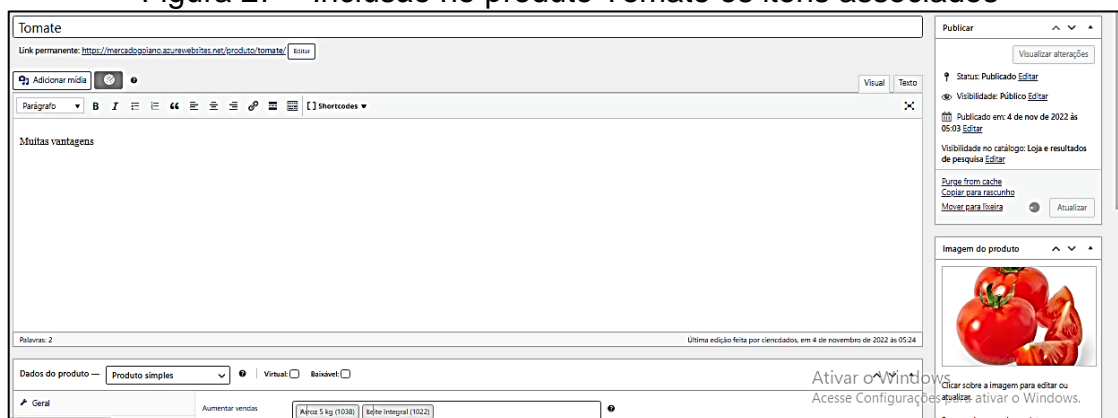 Figura 27 – Inclusão no produto Tomate os itens associados
Tomate
Link permanente: https://mercadogoiano.azurewebsites.net/produto/tomate/ Editar
Adicionar mídia
Visual Texto
Parágrafo B I [ ] Shortcodes
Muitas vantagens
Palavras: 2
Última edição feita por ciencdados, em 4 de novembro de 2022 às 05:24
Dados do produto — Produto simples Virtual: Baixável:
Geral
Aumentar vendas
Arroz 5 kg (1038) Leite Integral (1022)
Publicar
Visualizar alterações
Status: Publicado Editar
Visibilidade: Público Editar
Publicado em: 4 de nov de 2022 às
05:03 Editar
Visibilidade no catálogo: Loja e resultados
de pesquisa Editar
Purge from cache
Copiar para rascunho
Mover para lixeira Atualizar
Imagem do produto
Clicar sobre a imagem para editar ou
atualizar.
Ativar o Windows
Acesse Configurações para ativar o Windows.